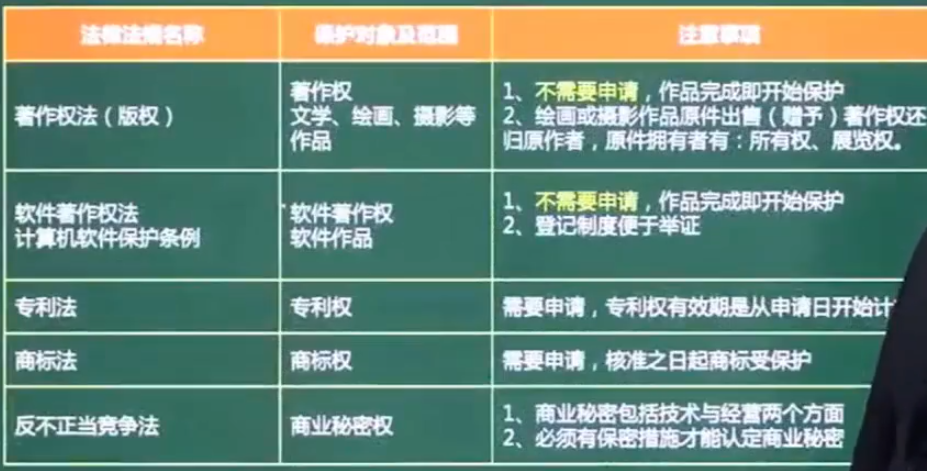 法律法规名称
保护对象及范围
注意事项
著作权法（版权）
著作权
文学、绘画、摄影等
作品
1、不需要申请，作品完成即开始保护
2、绘画或摄影作品原件出售（赠予）著作权还
归原作者，原件拥有者有：所有权、展览权。
软件著作权法
计算机软件保护条例
软件著作权
软件作品
1、不需要申请，作品完成即开始保护
2、登记制度便于举证
专利法
专利权
需要申请，专利权有效期是从申请日开始计
商标法
商标权
需要申请，核准之日起商标受保护
反不正当竞争法
商业秘密权
1、商业秘密包括技术与经营两个方面
2、必须有保密措施才能认定商业秘密